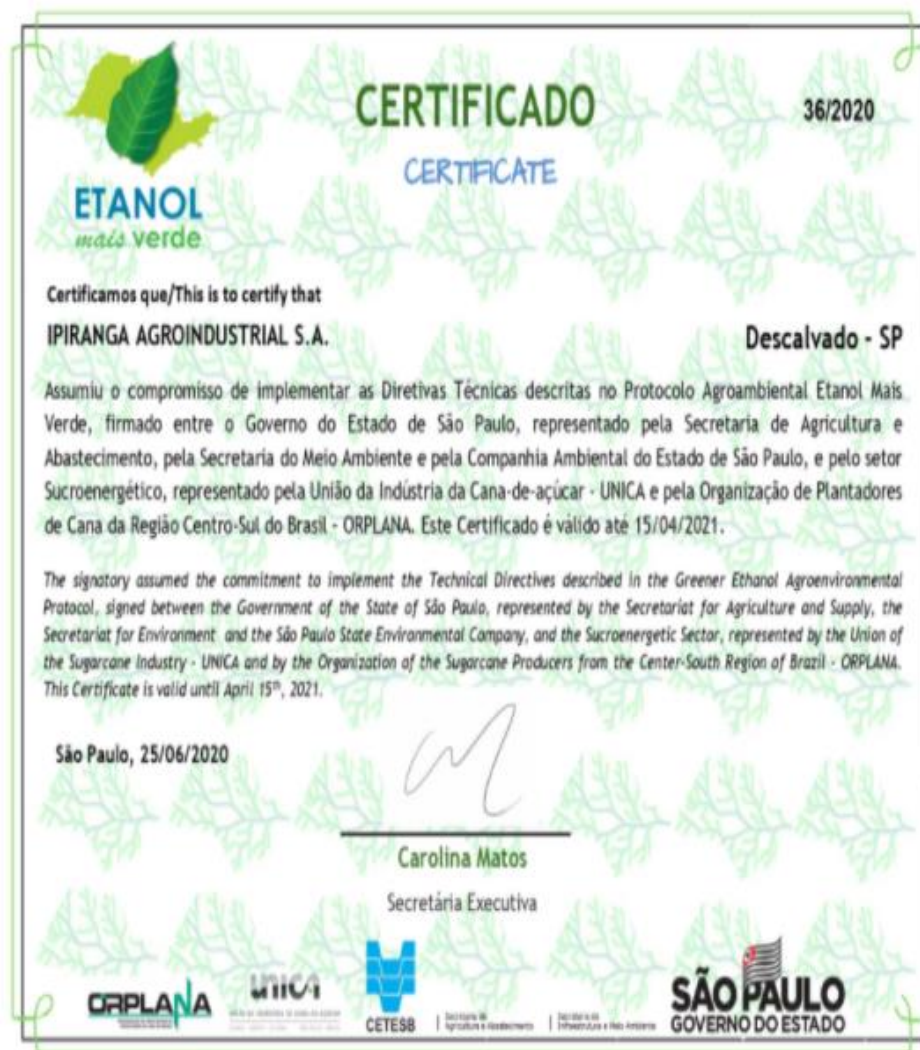 ETANOL
mais verde
CERTIFICADO
CERTIFICATE
36/2020
Certificamos que/This is to certify that
IPIRANGA AGROINDUSTRIAL S.A.
Descalvado - SP
Assumiu o compromisso de implementar as Diretivas Técnicas descritas no Protocolo Agroambiental Etanol Mais
Verde, firmado entre o Governo do Estado de São Paulo, representado pela Secretaria de Agricultura e
Abastecimento, pela Secretaria do Meio Ambiente e pela Companhia Ambiental do Estado de São Paulo, e pelo setor
Sucroenergético, representado pela União da Indústria da Cana-de-açúcar - UNICA e pela Organização de Plantadores
de Cana da Região Centro-Sul do Brasil - ORPLANA. Este Certificado é válido até 15/04/2021.
The signatory assumed the commitment to implement the Technical Directives described in the Greener Ethanol Agroenvironmental
Protocol, signed between the Government of the State of São Paulo, represented by the Secretariat for Agriculture and Supply, the
Secretariat for Environment and the São Paulo State Environmental Company, and the Sucroenergetic Sector, represented by the Union of
the Sugarcane Industry - UNICA and by the Organization of the Sugarcane Producers from the Center-South Region of Brazil - ORPLANA.
This Certificate is valid until April 15th, 2021.
São Paulo, 25/06/2020
Carolina Matos
Secretária Executiva
ORPLANA
unica
CETESB
Secretaria de
Agricultura e Abastecimento
Secretaria de
Infraestrutura e Meio Ambiente
SÃO PAULO
GOVERNO DO ESTADO